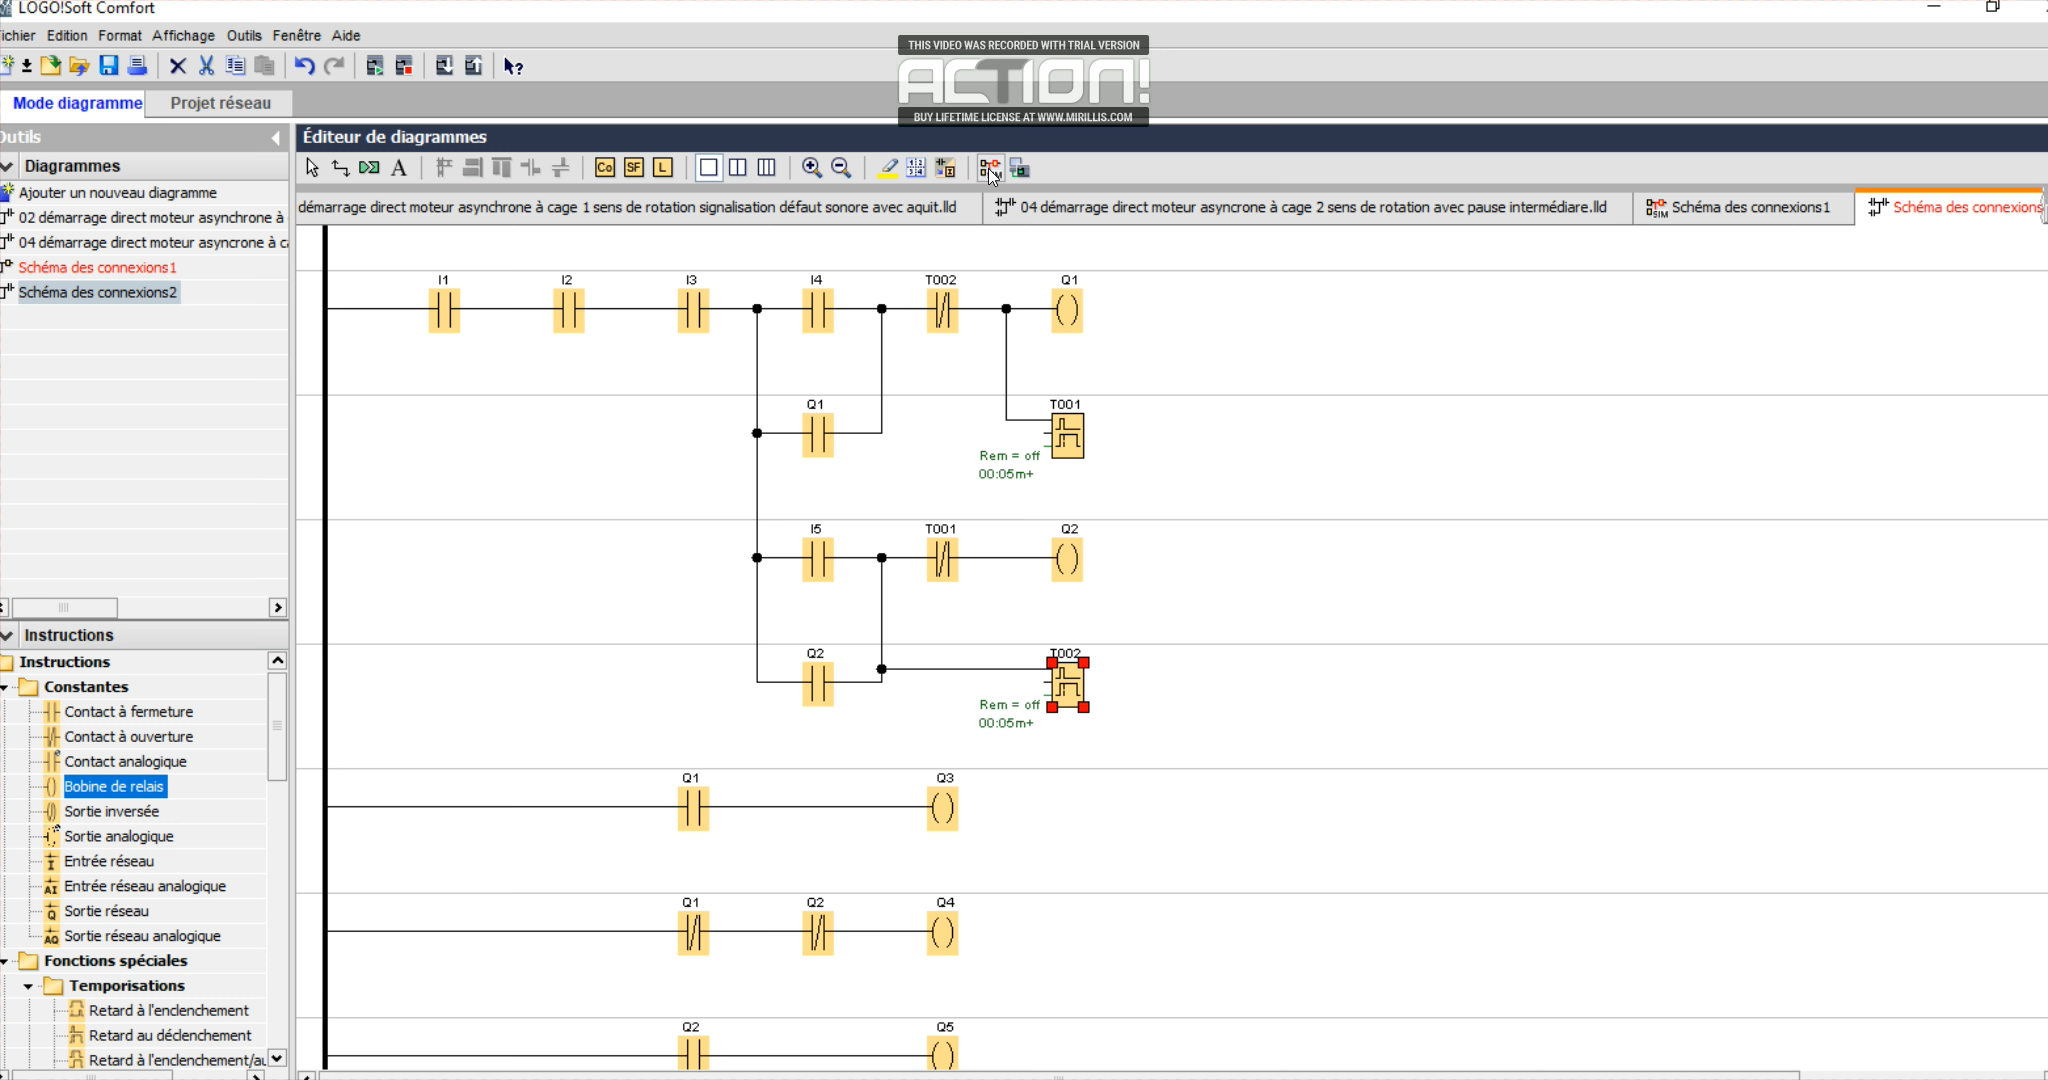 LOGO!Soft Comfort
ichier Edition Format Affichage Outils Fenêtre Aide
THIS VIDEO WAS RECORDED WITH TRIAL VERSION
ACTION!
BUY LIFETIME LICENSE AT WWW.MIRILLIS.COM
Mode diagramme Projet réseau
Outils
Éditeur de diagrammes
Diagrammes
A Co SF L
Ajouter un nouveau diagramme
02 démarrage direct moteur asynchrone à
04 démarrage direct moteur asyncrone à ca
Schéma des connexions1
Schéma des connexions2
démarrage direct moteur asynchrone à cage 1 sens de rotation signalisation défaut sonore avec aquit.lld
04 démarrage direct moteur asyncrone à cage 2 sens de rotation avec pause intermédiare.lld
SIM Schéma des connexions1
Schéma des connexions
I1 I2 I3 I4 T002 Q1
Q1 T001
Rem = off
00:05m+
I5 T001 Q2
Q2 T002
Rem = off
00:05m+
Q1 Q3
Q1 Q2 Q4
Q2 Q5
Instructions
Instructions
Constantes
Contact à fermeture
Contact à ouverture
Contact analogique
Bobine de relais
Sortie inversée
Sortie analogique
I Entrée réseau
AI Entrée réseau analogique
Q Sortie réseau
AQ Sortie réseau analogique
Fonctions spéciales
Temporisations
Retard à l'enclenchement
Retard au déclenchement
Retard à l'enclenchement/au